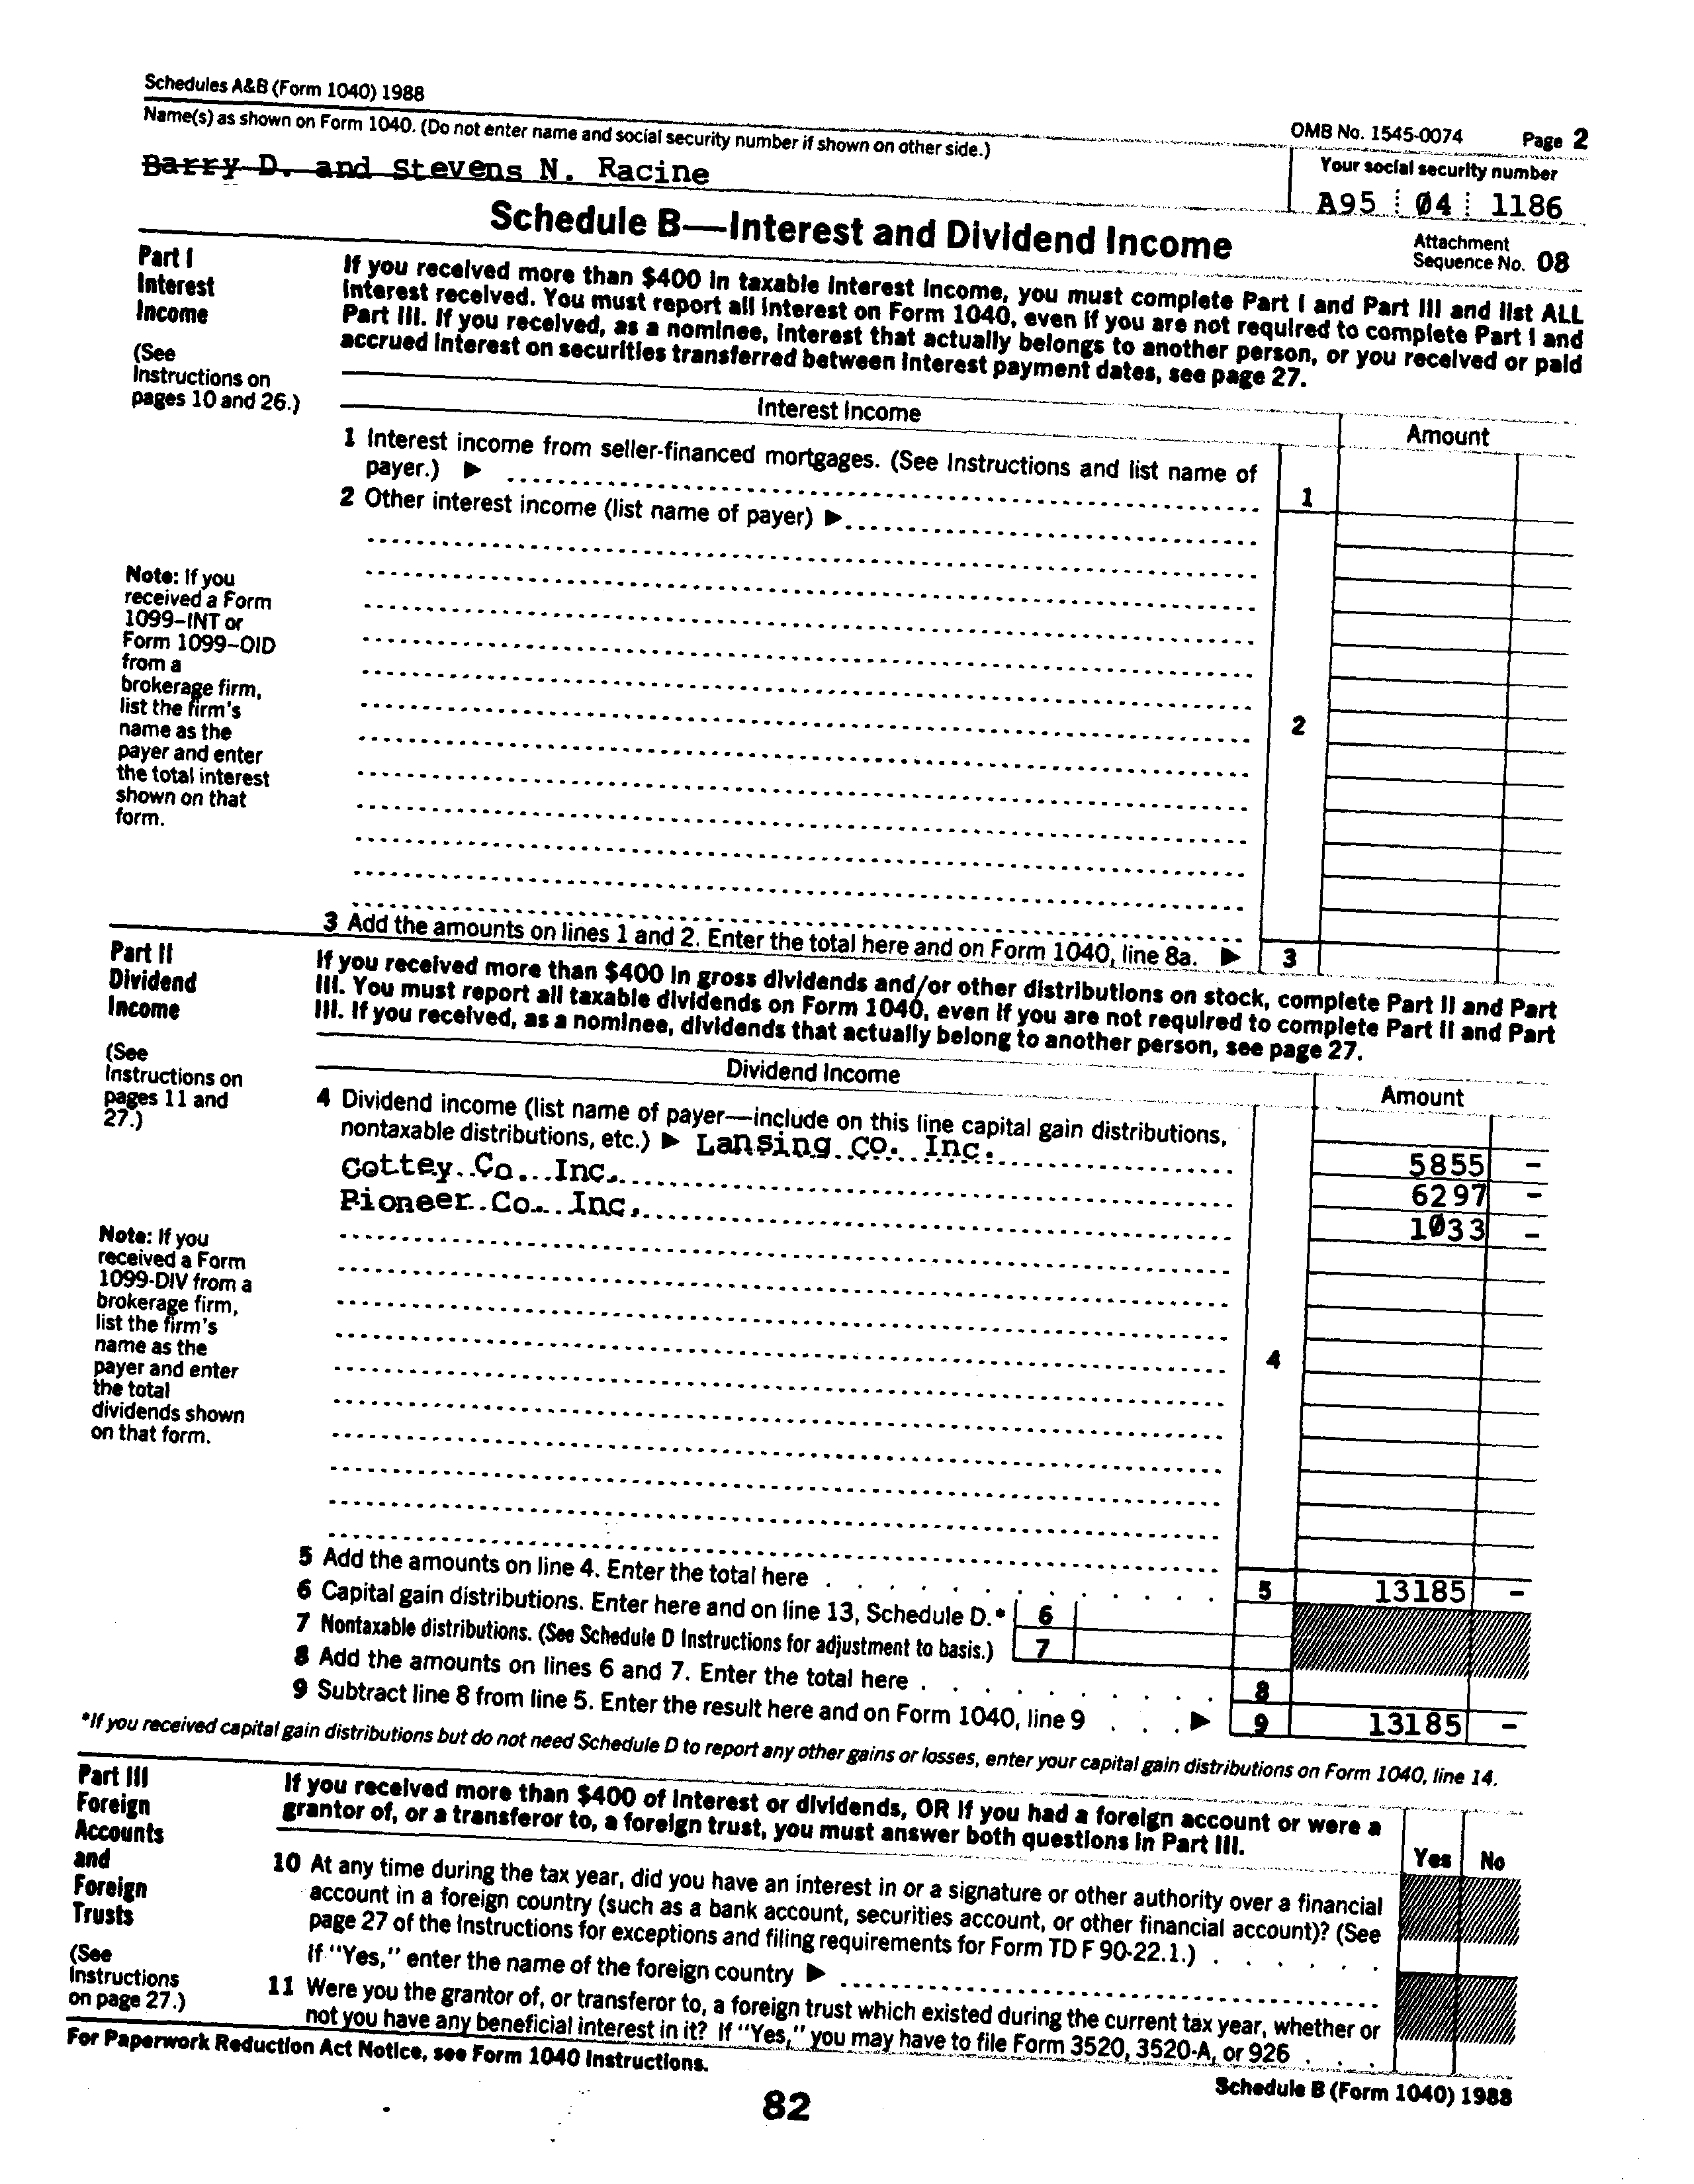 Schedules A&B (Form 1040) 1988
OMB No. 1545-0074 Page 2
Name(s) as shown on Form 1040. (Do not enter name and social security number if shown on other side.)
Your social security number
Barry D. and Stevens N. Racine
A95 04 1186
Schedule B—Interest and Dividend Income
Attachment
Sequence No. 08
Part I
Interest
Income
(See
Instructions on
pages 10 and 26.)
If you received more than $400 in taxable interest income, you must complete Part I and Part III and list ALL
interest received. You must report all interest on Form 1040, even if you are not required to complete Part I and
Part III. If you received, as a nominee, interest that actually belongs to another person, or you received or paid
accrued interest on securities transferred between interest payment dates, see page 27.
Interest Income
Amount
1 Interest income from seller-financed mortgages. (See Instructions and list name of
payer.) ▶
1
2 Other interest income (list name of payer) ▶
Note: If you
received a Form
1099–INT or
Form 1099–OID
from a
brokerage firm,
list the firm's
name as the
payer and enter
the total interest
shown on that
form.
2
3 Add the amounts on lines 1 and 2. Enter the total here and on Form 1040, line 8a. ▶ 3
Part II
Dividend
Income
(See
Instructions on
pages 11 and
27.)
If you received more than $400 in gross dividends and/or other distributions on stock, complete Part II and Part
III. You must report all taxable dividends on Form 1040, even if you are not required to complete Part II and Part
III. If you received, as a nominee, dividends that actually belong to another person, see page 27.
Dividend Income
Amount
4 Dividend income (list name of payer—include on this line capital gain distributions,
nontaxable distributions, etc.) ▶ Lansing CO. Inc. 5855 –
Cottey Co. Inc. 6297 –
Pioneer Co. Inc. 1033 –
Note: If you
received a Form
1099-DIV from a
brokerage firm,
list the firm's
name as the
payer and enter
the total
dividends shown
on that form.
4
5 Add the amounts on line 4. Enter the total here . . . . . . . . . . . 5 13185 –
6 Capital gain distributions. Enter here and on line 13, Schedule D.* 6
7 Nontaxable distributions. (See Schedule D Instructions for adjustment to basis.) 7
8 Add the amounts on lines 6 and 7. Enter the total here . . . . . . . . . . 8
9 Subtract line 8 from line 5. Enter the result here and on Form 1040, line 9 . . . ▶ 9 13185 –
*If you received capital gain distributions but do not need Schedule D to report any other gains or losses, enter your capital gain distributions on Form 1040, line 14.
Part III
Foreign
Accounts
and
Foreign
Trusts
(See
Instructions
on page 27.)
If you received more than $400 of interest or dividends, OR if you had a foreign account or were a
grantor of, or a transferor to, a foreign trust, you must answer both questions in Part III.
Yes No
10 At any time during the tax year, did you have an interest in or a signature or other authority over a financial
account in a foreign country (such as a bank account, securities account, or other financial account)? (See
page 27 of the Instructions for exceptions and filing requirements for Form TD F 90-22.1.) . . . . . .
If "Yes," enter the name of the foreign country ▶
11 Were you the grantor of, or transferor to, a foreign trust which existed during the current tax year, whether or
not you have any beneficial interest in it? If "Yes," you may have to file Form 3520, 3520-A, or 926 . . .
For Paperwork Reduction Act Notice, see Form 1040 Instructions.
Schedule B (Form 1040) 1988
82